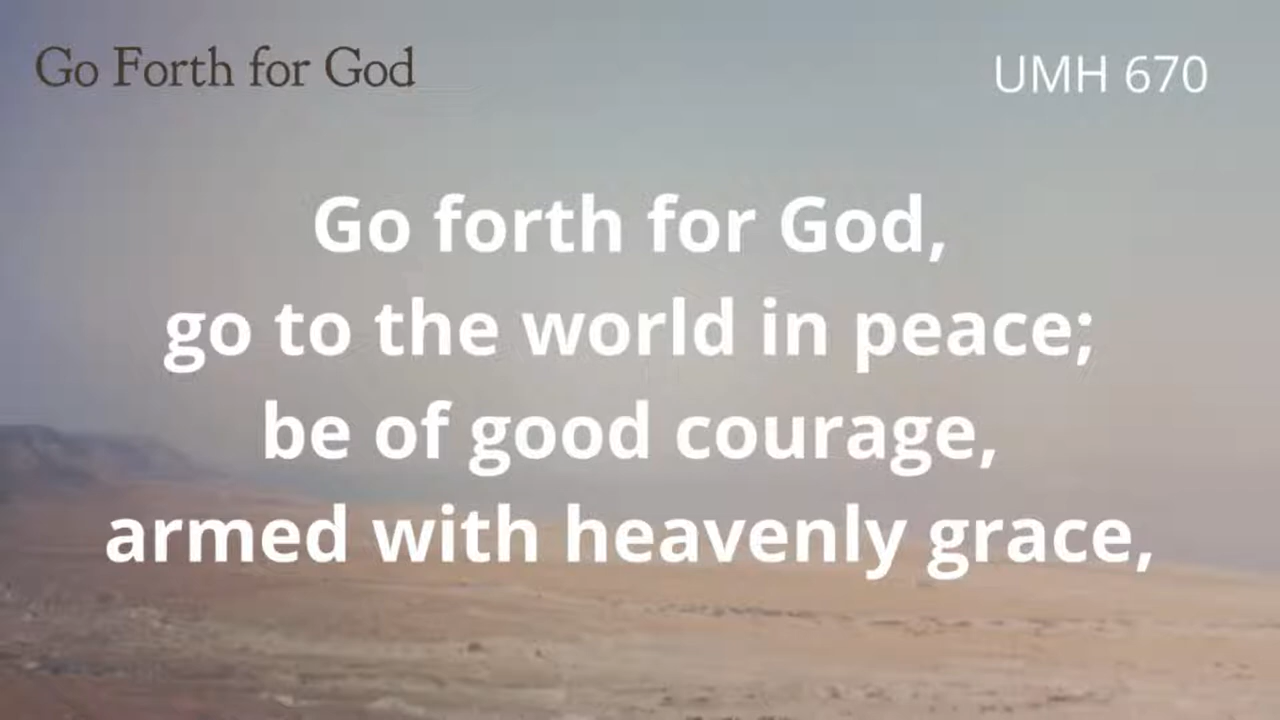 Go Forth for God
UMH 670
Go forth for God,
go to the world in peace;
be of good courage,
armed with heavenly grace,